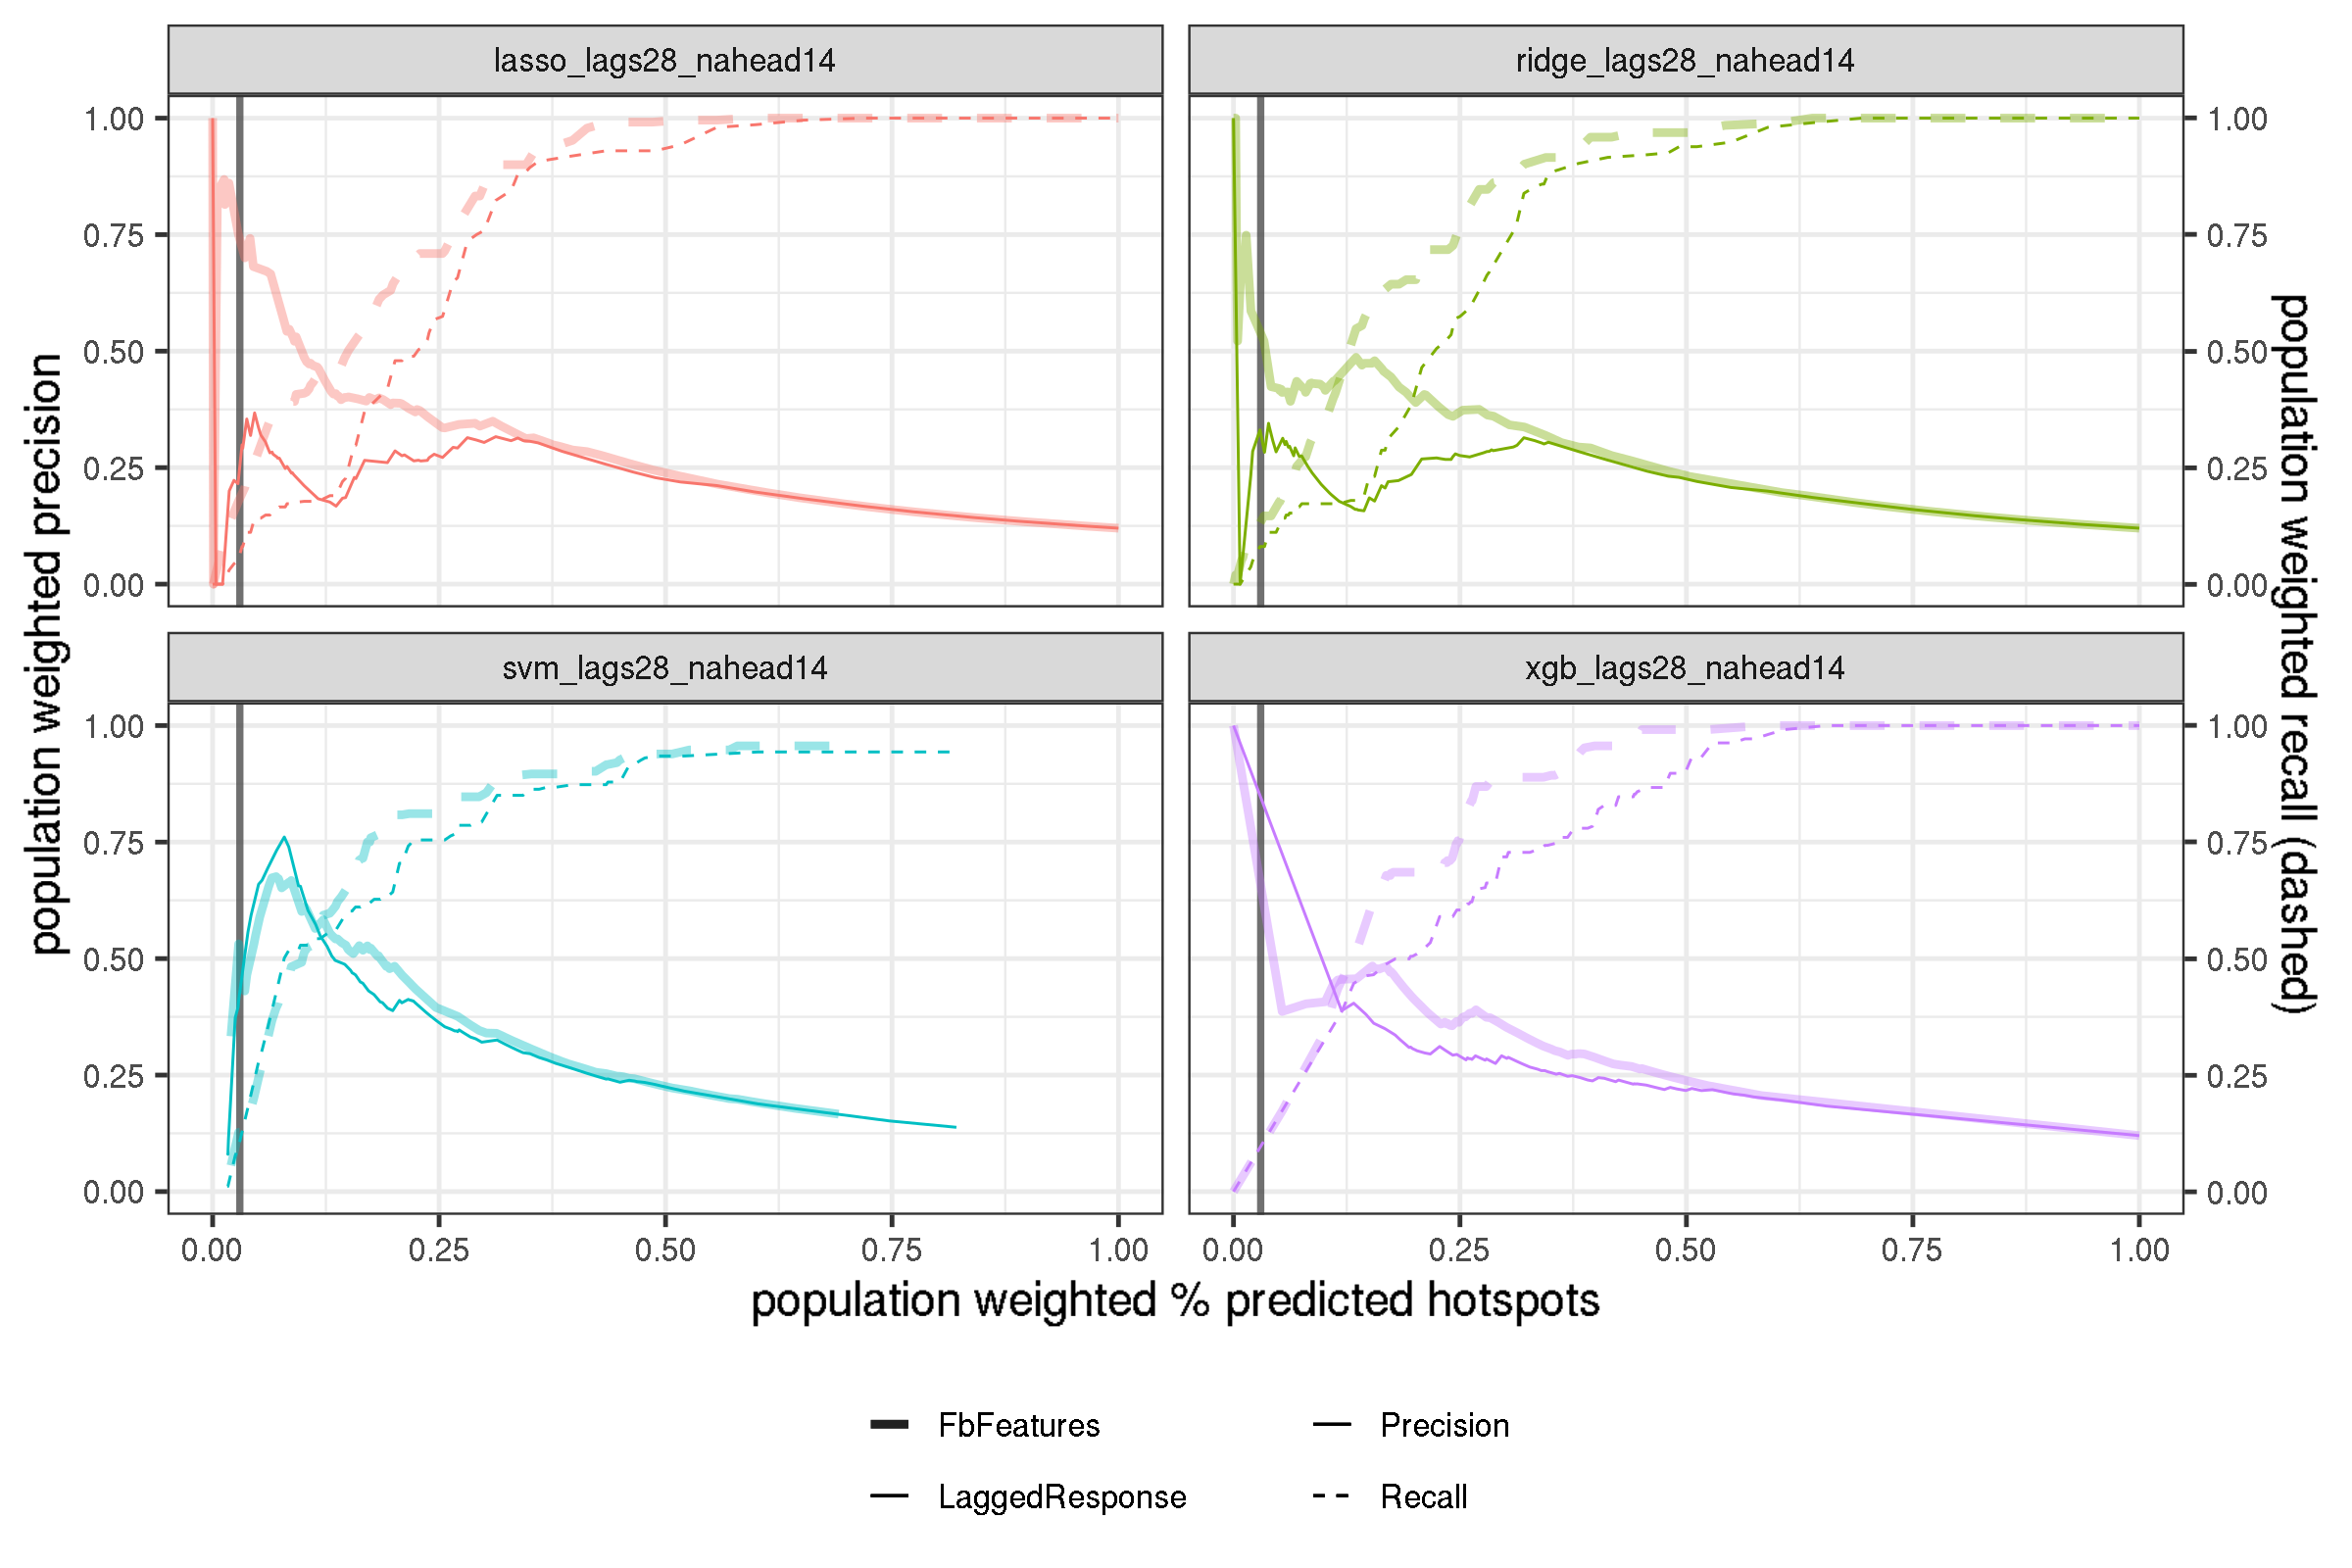 lasso_lags28_nahead14
ridge_lags28_nahead14
1.00
0.75
0.50
0.25
0.00
1.00
0.75
0.50
0.25
0.00
population weighted precision
population weighted recall (dashed)
svm_lags28_nahead14
xgb_lags28_nahead14
1.00
0.75
0.50
0.25
0.00
1.00
0.75
0.50
0.25
0.00
0.00 0.25 0.50 0.75 1.00
0.00 0.25 0.50 0.75 1.00
population weighted % predicted hotspots
FbFeatures
Precision
LaggedResponse
Recall